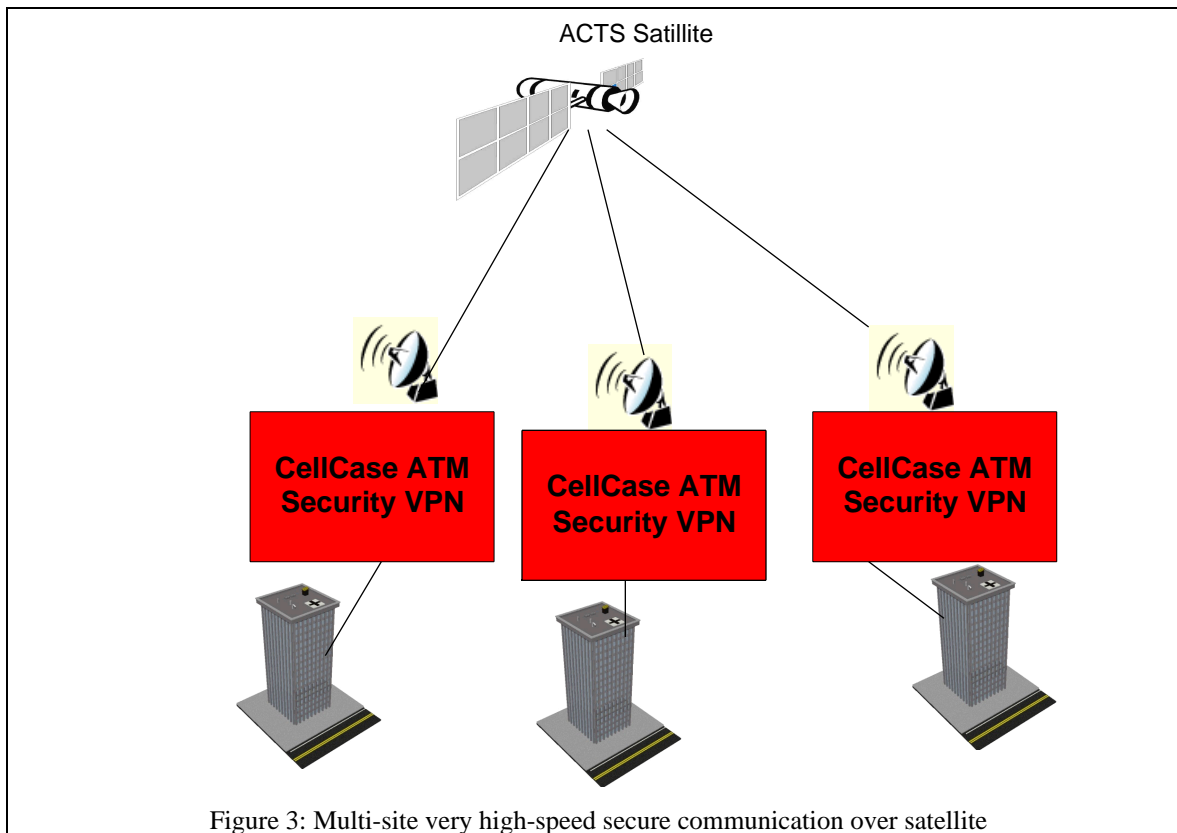 ACTS Satillite
CellCase ATM
Security VPN
CellCase ATM
Security VPN
CellCase ATM
Security VPN
Figure 3: Multi-site very high-speed secure communication over satellite